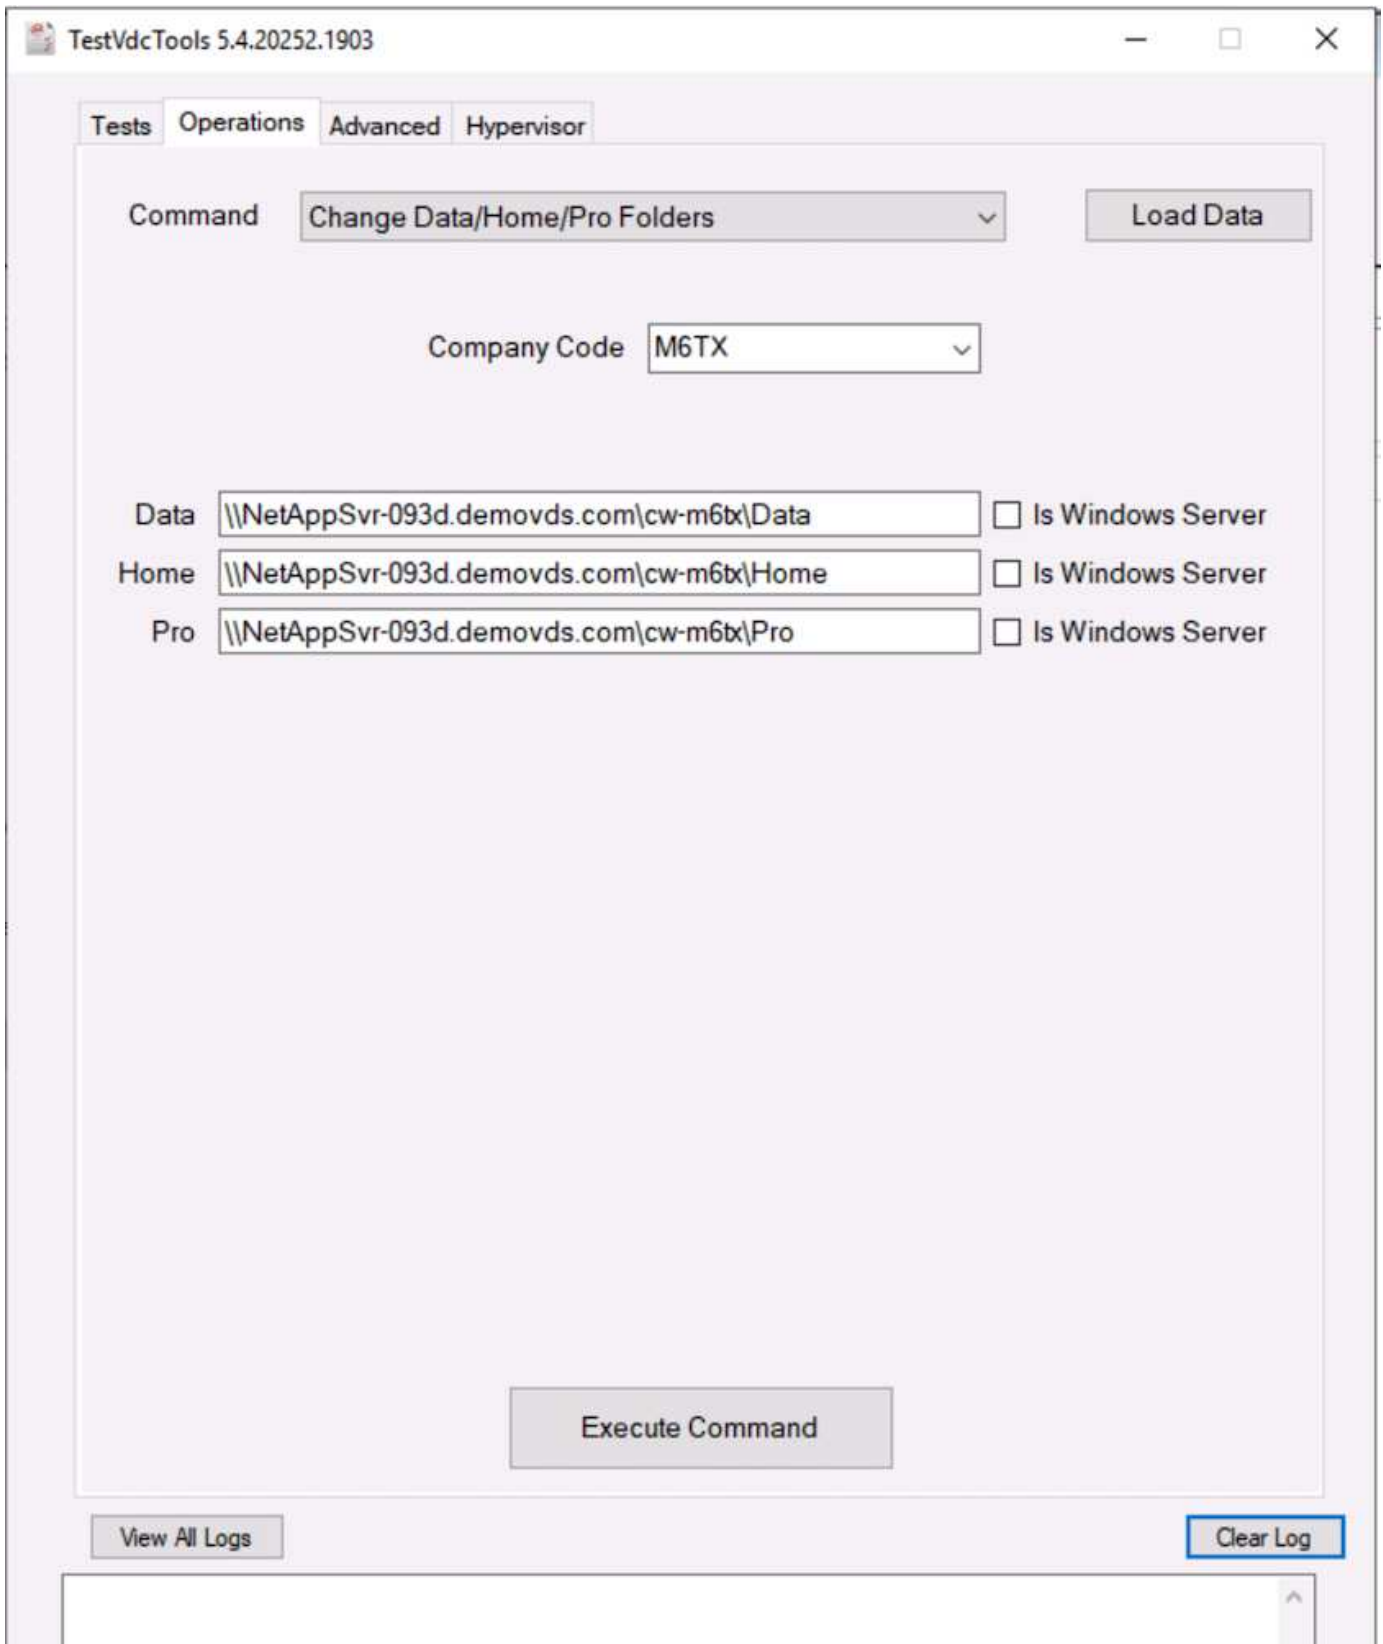 TestVdcTools 5.4.20252.1903
Tests Operations Advanced Hypervisor
Command Change Data/Home/Pro Folders Load Data
Company Code M6TX
Data \\NetAppSvr-093d.demovds.com\cw-m6tx\Data Is Windows Server
Home \\NetAppSvr-093d.demovds.com\cw-m6tx\Home Is Windows Server
Pro \\NetAppSvr-093d.demovds.com\cw-m6tx\Pro Is Windows Server
Execute Command
View All Logs Clear Log